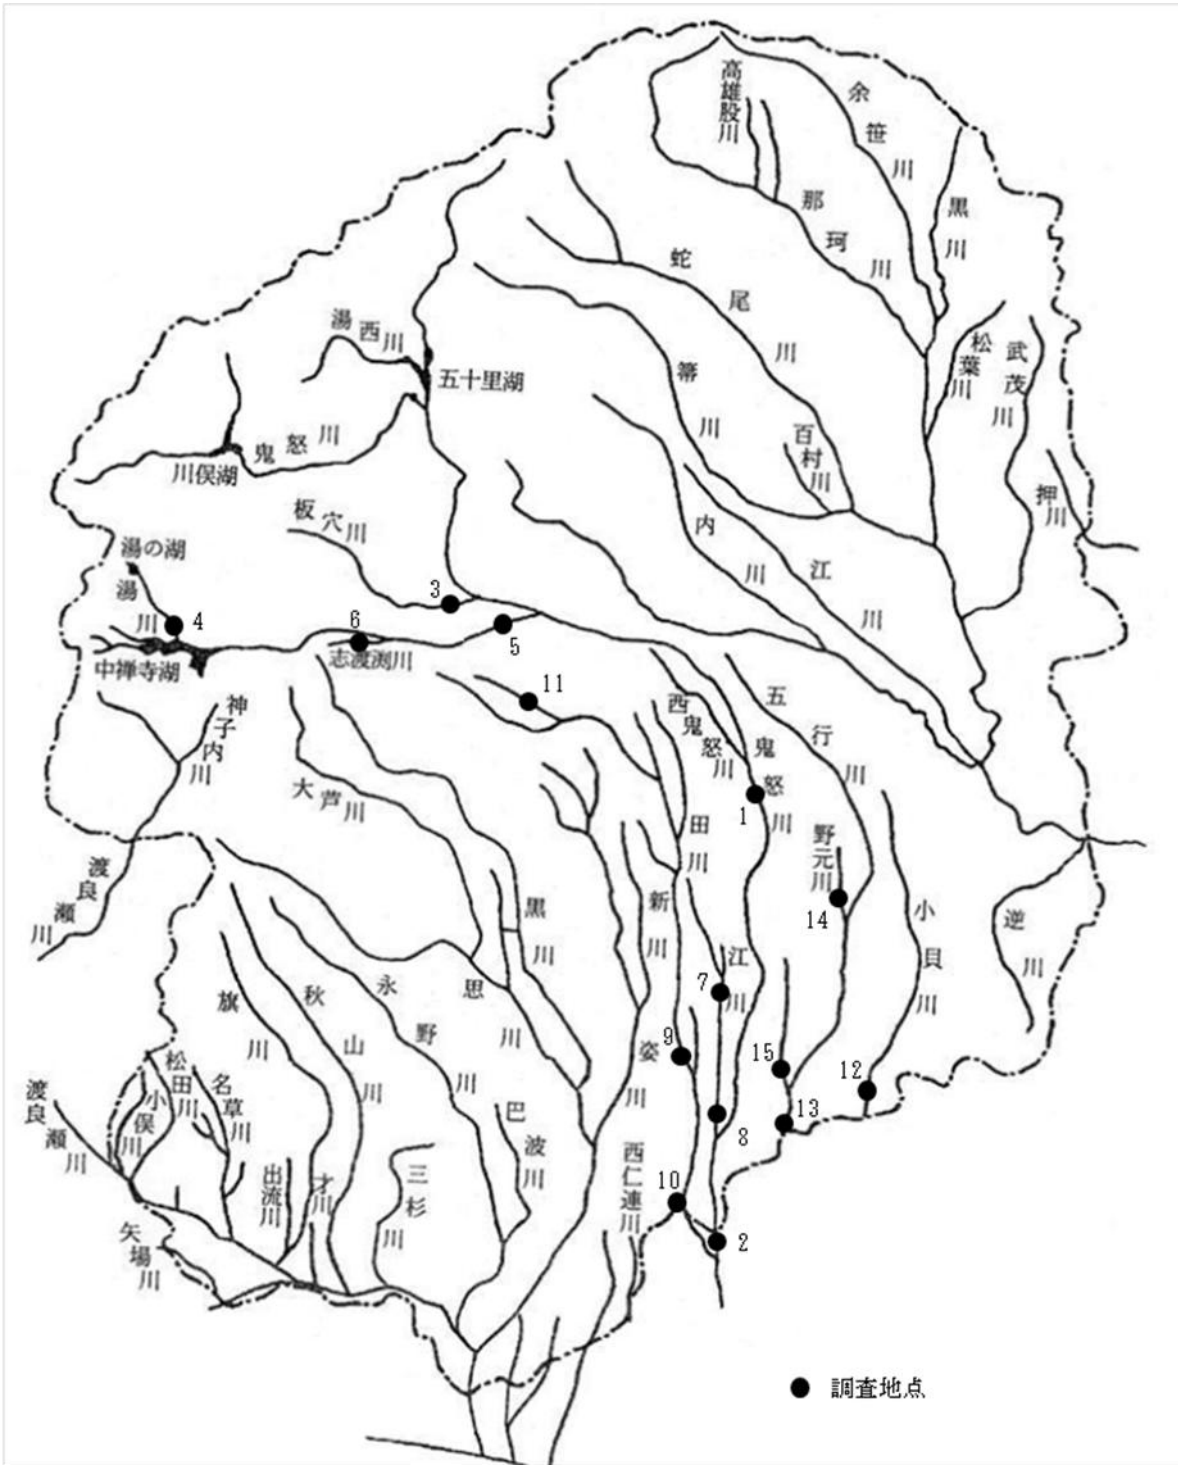 高雄股川
余笹川
黒川
那珂川
蛇尾川
湯西川
五十里湖
松葉川
武茂川
箒川
鬼怒川
川俣湖
百村川
押川
板穴川
内川
江川
湯の湖
湯川
3
4
6
5
志渡渕川
中禅寺湖
11
神子内川
西鬼怒川
五行川
鬼怒川
1
大芦川
田川
野元川
14
渡良瀬川
黒川
新川
小貝川
逆川
江川
7
旗川
秋山川
永野川
思川
姿川
9
15
12
13
8
松田川
小俣川
名草川
渡良瀬川
巴波川
三杉川
出流川
才川
西仁連川
10
2
矢場川
調査地点